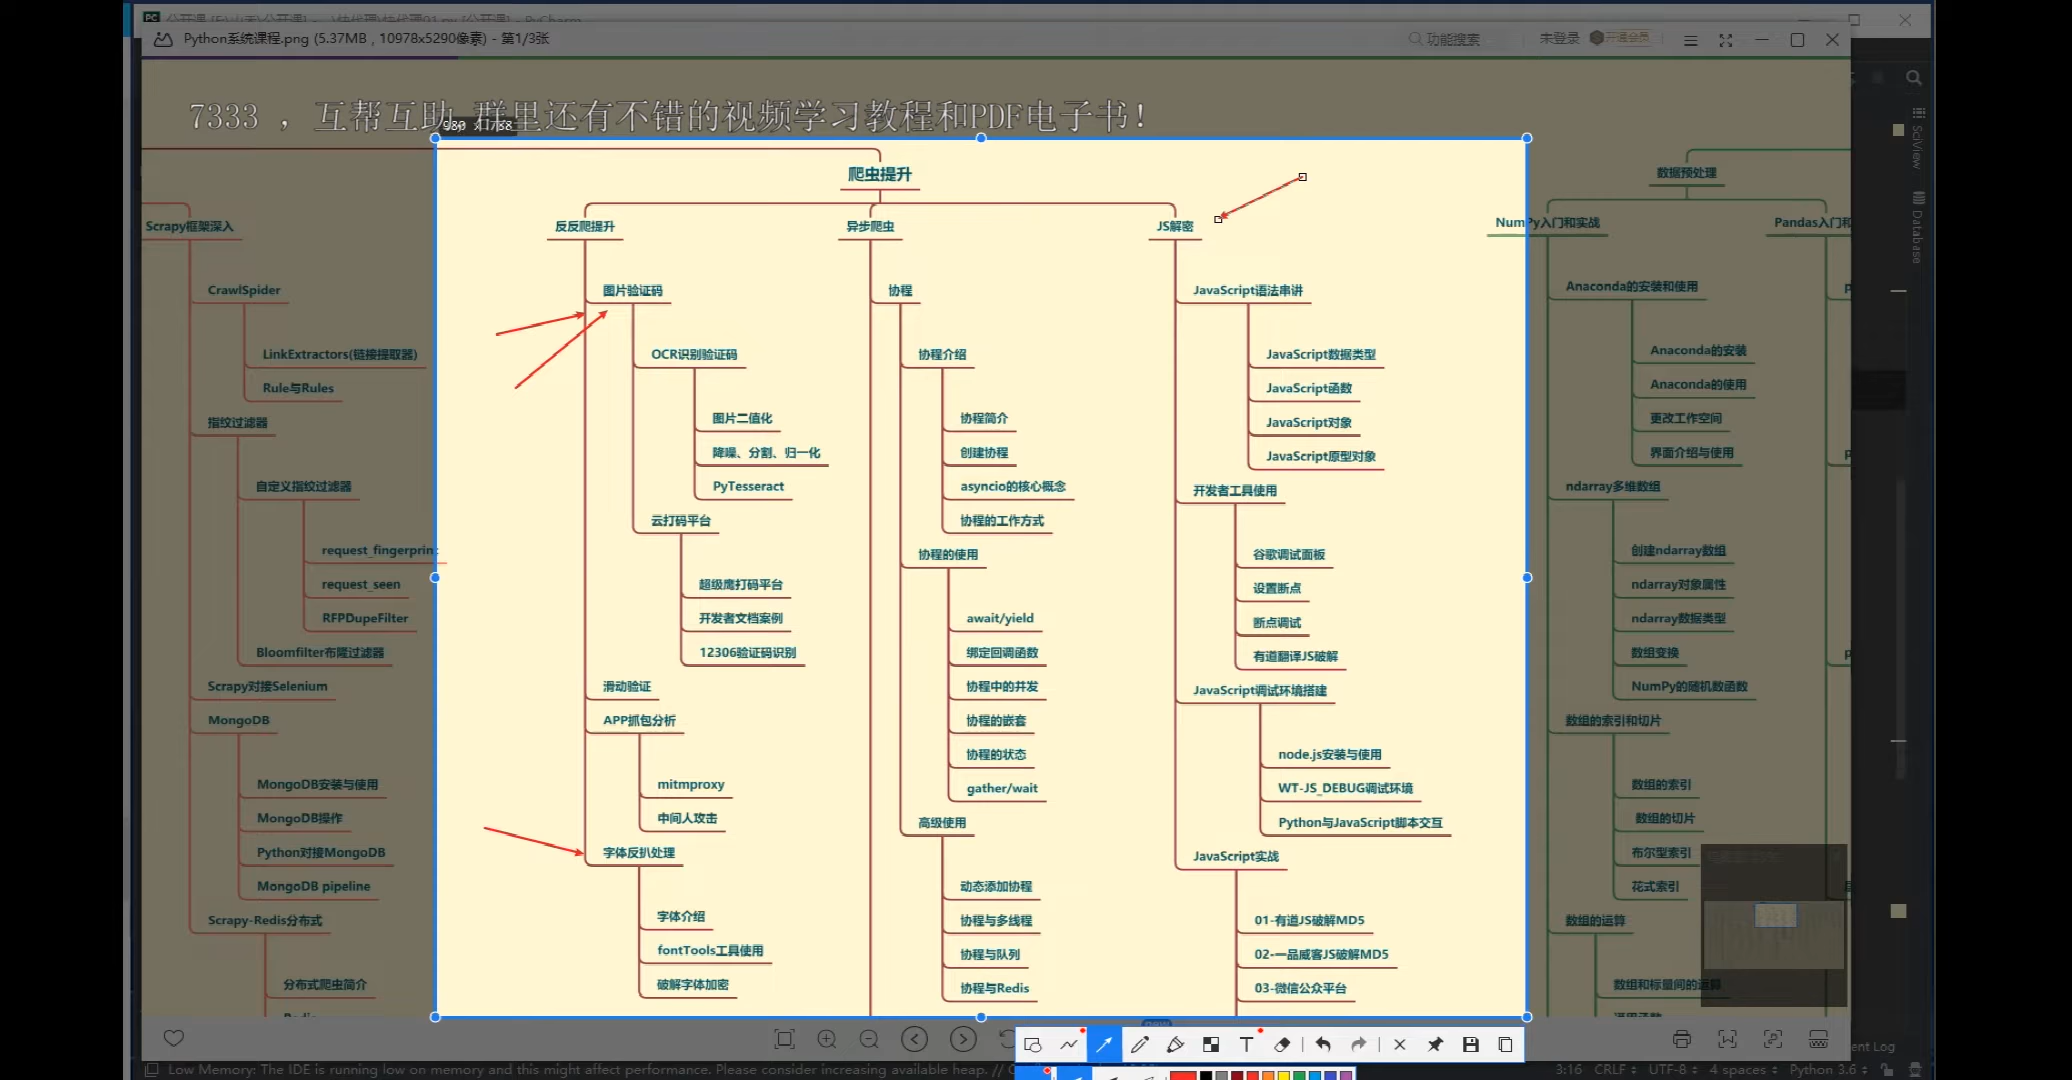 Python系统课程.png (5.37MB , 10978x5290像素) - 第1/3张
功能搜索
未登录
开通会员
7333 ，互帮互助,群里还有不错的视频学习教程和PDF电子书!
SciView
Database
爬虫提升
数据预处理
Scrapy框架深入
反反爬提升
异步爬虫
JS解密
NumPy入门和实战
Pandas入门和
CrawlSpider
LinkExtractors(链接提取器)
Rule与Rules
指纹过滤器
自定义指纹过滤器
request_fingerprint
request_seen
RFPDupeFilter
Bloomfilter布隆过滤器
Scrapy对接Selenium
MongoDB
MongoDB安装与使用
MongoDB操作
Python对接MongoDB
MongoDB pipeline
Scrapy-Redis分布式
分布式爬虫简介
图片验证码
OCR识别验证码
图片二值化
降噪、分割、归一化
PyTesseract
云打码平台
超级鹰打码平台
开发者文档案例
12306验证码识别
滑动验证
APP抓包分析
mitmproxy
中间人攻击
字体反扒处理
字体介绍
fontTools工具使用
破解字体加密
协程
协程介绍
协程简介
创建协程
asyncio的核心概念
协程的工作方式
协程的使用
await/yield
绑定回调函数
协程中的并发
协程的嵌套
协程的状态
gather/wait
高级使用
动态添加协程
协程与多线程
协程与队列
协程与Redis
JavaScript语法串讲
JavaScript数据类型
JavaScript函数
JavaScript对象
JavaScript原型对象
开发者工具使用
谷歌调试面板
设置断点
断点调试
有道翻译JS破解
JavaScript调试环境搭建
node.js安装与使用
WT-JS_DEBUG调试环境
Python与JavaScript脚本交互
JavaScript实战
01-有道JS破解MD5
02-一品威客JS破解MD5
03-微信公众平台
Anaconda的安装和使用
Anaconda的安装
Anaconda的使用
更改工作空间
界面介绍与使用
ndarray多维数组
创建ndarray数组
ndarray对象属性
ndarray数据类型
数组变换
NumPy的随机数函数
数组的索引和切片
数组的索引
数组的切片
布尔型索引
花式索引
数组的运算
数组和标量间的运算
ent Log
Low Memory: The IDE is running low on memory and this might affect performance. Please consider increasing available heap. //
3:16 CRLF UTF-8 4 spaces Python 3.6